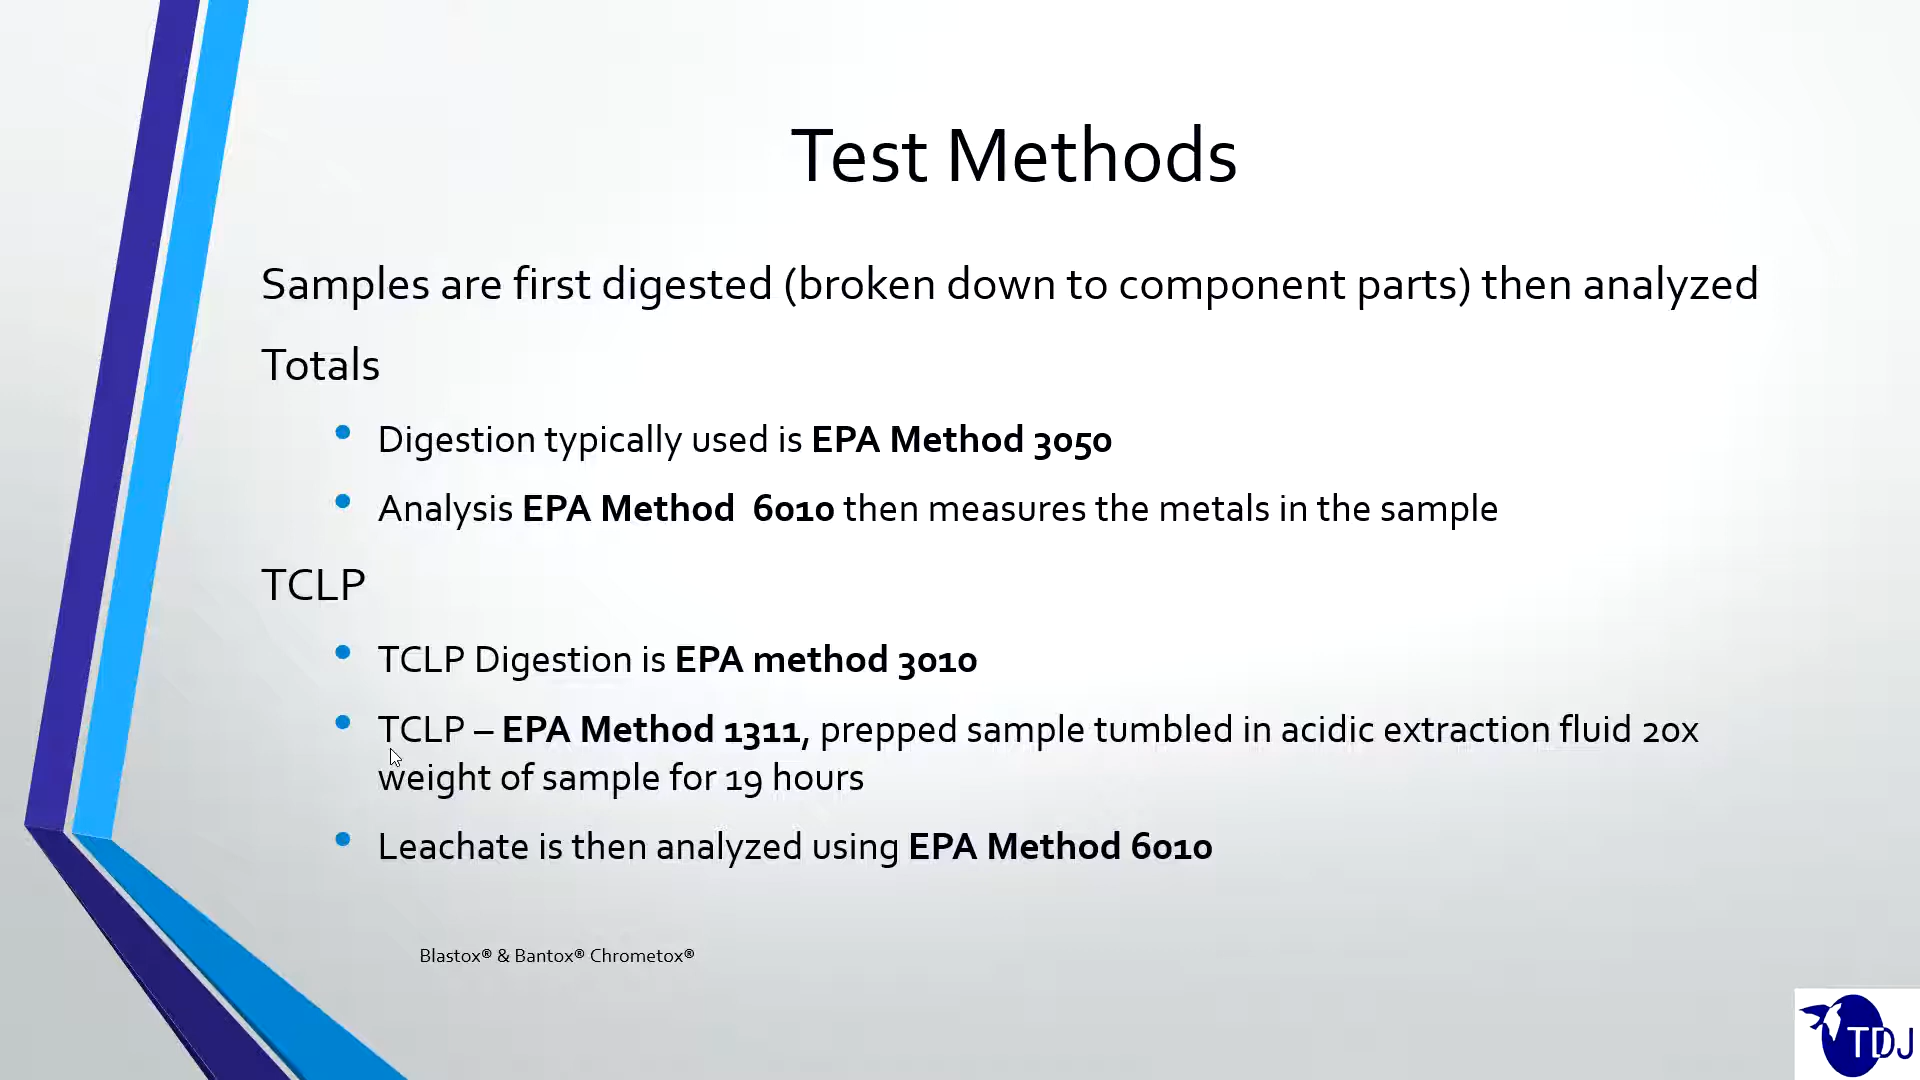 Test Methods
Samples are first digested (broken down to component parts) then analyzed
Totals
• Digestion typically used is EPA Method 3050
• Analysis EPA Method  6010 then measures the metals in the sample
TCLP
• TCLP Digestion is EPA method 3010
• TCLP – EPA Method 1311, prepped sample tumbled in acidic extraction fluid 20x
weight of sample for 19 hours
• Leachate is then analyzed using EPA Method 6010
Blastox® & Bantox® Chrometox®
TDJ